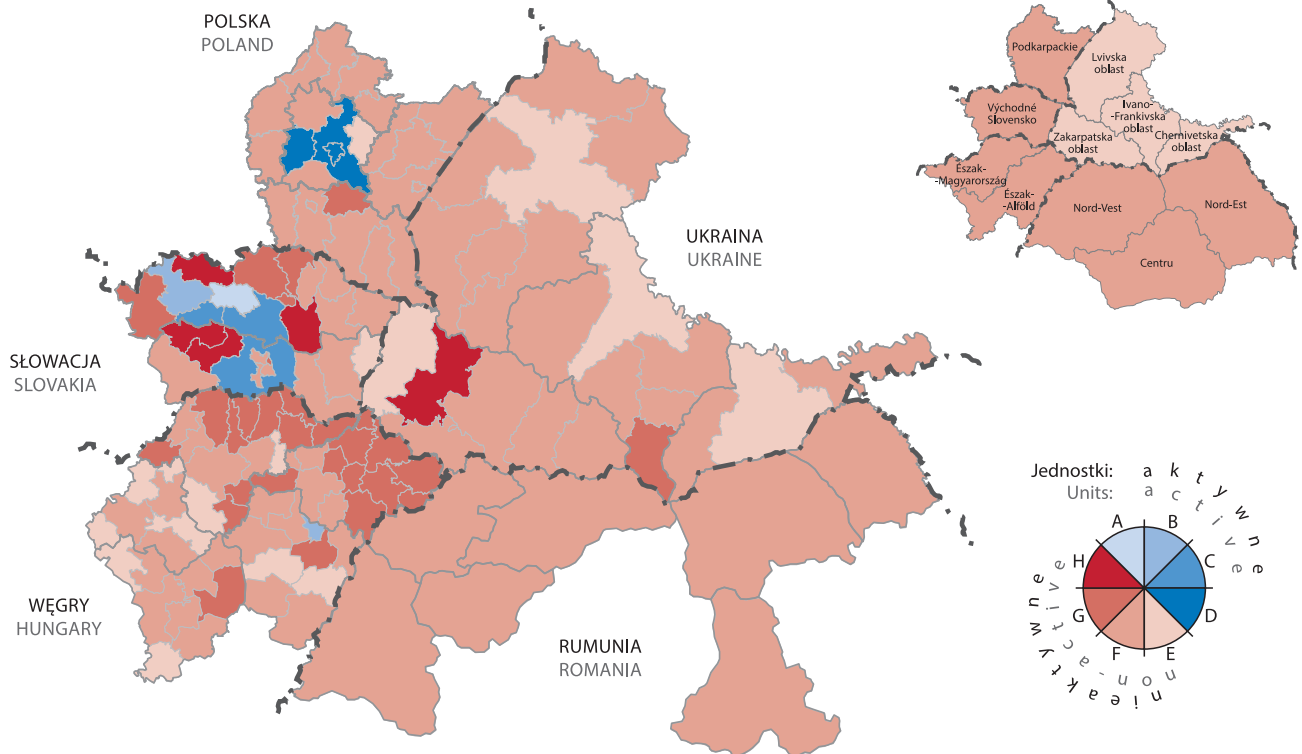 POLSKA
POLAND
UKRAINA
UKRAINE
SŁOWACJA
SLOVAKIA
WĘGRY
HUNGARY
RUMUNIA
ROMANIA
Podkarpackie
Lvivska
oblast
Východné
Slovensko
Ivano-
-Frankivska
oblast
Zakarpatska
oblast
Chernivetska
oblast
Észak-
-Magyarország
Észak-
-Alföld
Nord-Vest
Nord-Est
Centru
Jednostki: aktywne
Units: active
A
B
C
D
E
F
G
H
nieaktywne
non-active